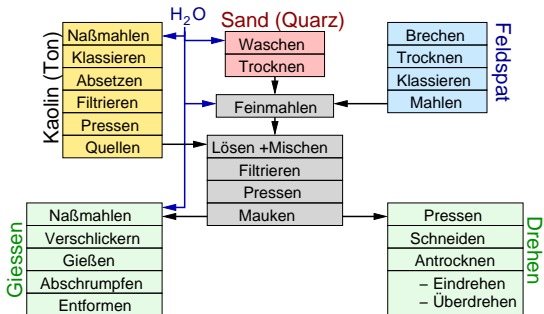 H₂O
Sand (Quarz)
Kaolin (Ton)
Naßmahlen
Klassieren
Absetzen
Filtrieren
Pressen
Quellen
Waschen
Trocknen
Feldspat
Brechen
Trocknen
Klassieren
Mahlen
Feinmahlen
Lösen +Mischen
Filtrieren
Pressen
Mauken
Giessen
Naßmahlen
Verschlickern
Gießen
Abschrumpfen
Entformen
Drehen
Pressen
Schneiden
Antrocknen
– Eindrehen
– Überdrehen